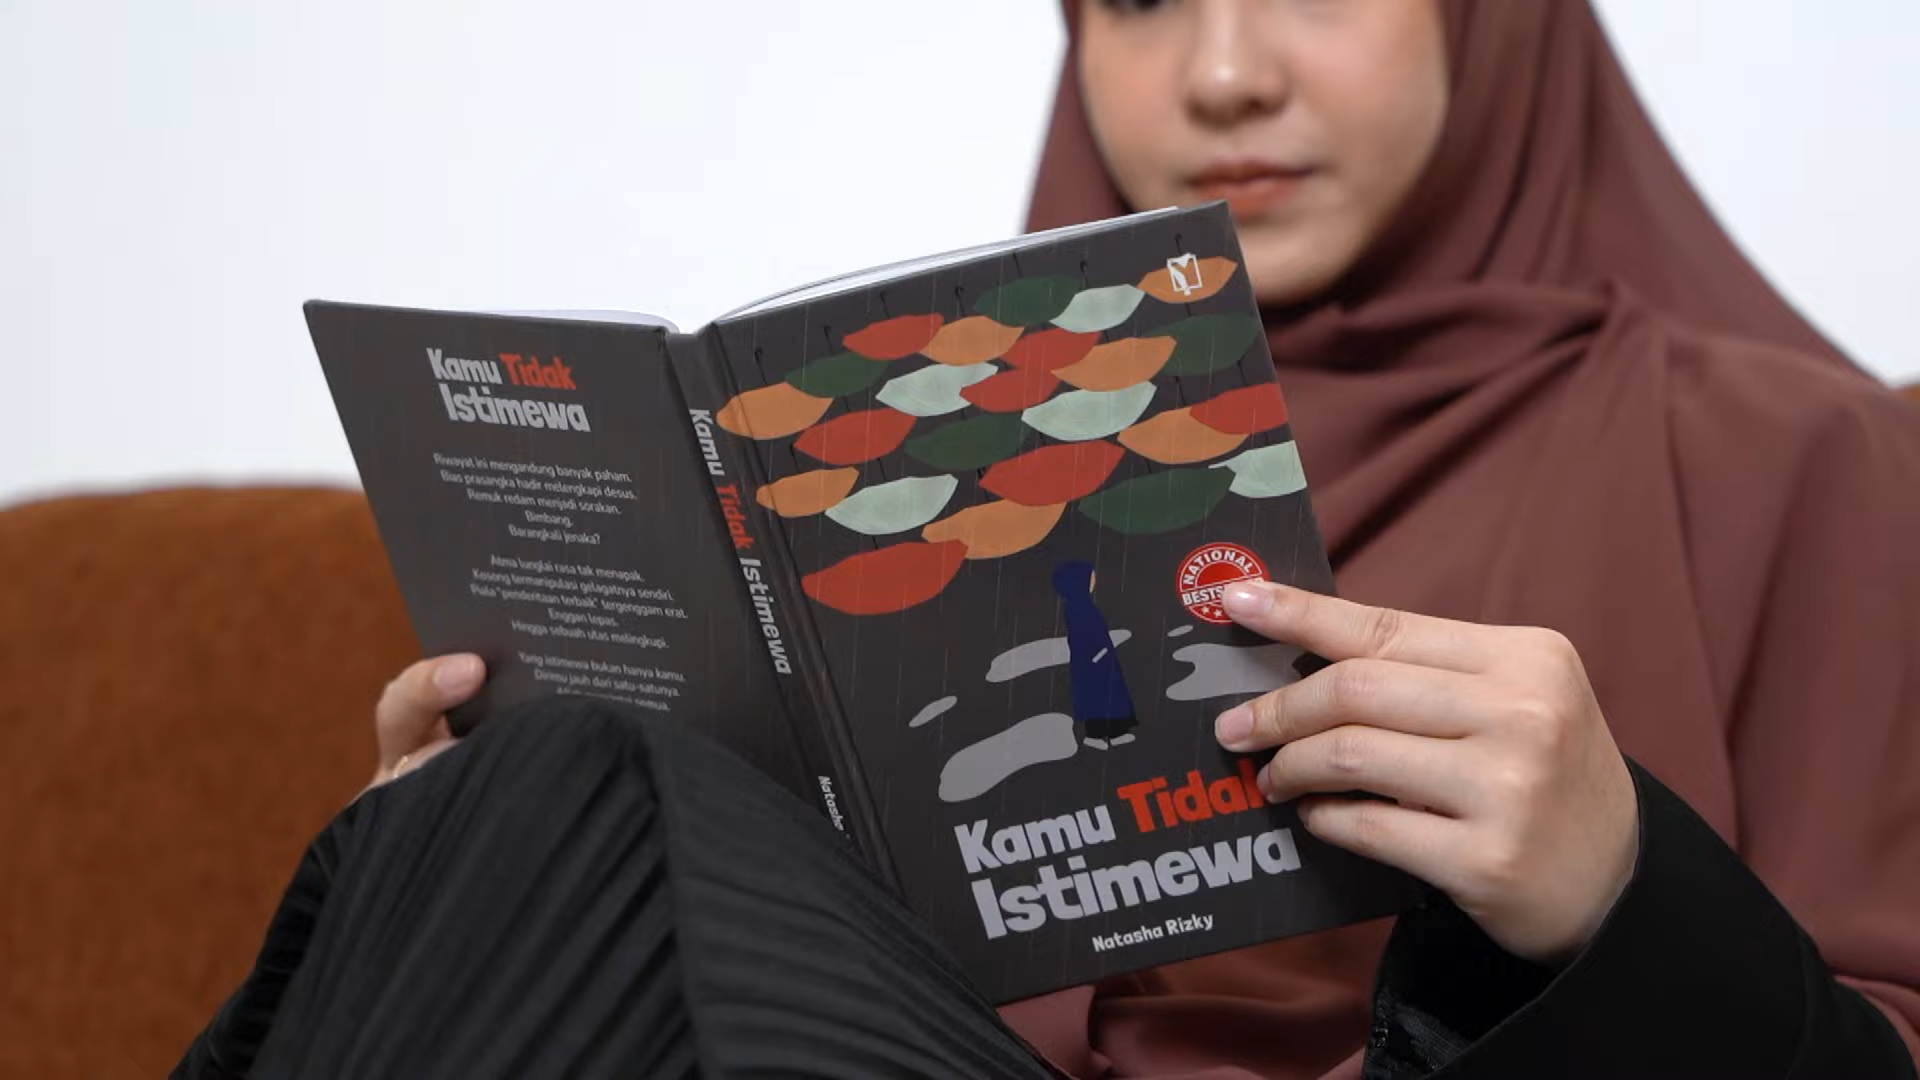 Kamu Tidak
Istimewa
Riwayat ini mengandung banyak paham.
Bias prasangka hadir melengkapi desus.
Remuk redam menjadi sorakan.
Bimbang.
Barangkali jenaka?
Atma lunglai rasa tak menapak.
Kosong termanipulasi gelagatnya sendiri.
Piala "penderitaan terbaik" tergenggam erat.
Enggan lepas.
Hingga sebuah utas melingkupi.
Yang istimewa bukan hanya kamu.
Dirimu jauh dari satu-satunya.
semua.
Kamu Tidak Istimewa
Natasha
NATIONAL
Kamu Tidak
Istimewa
Natasha Rizky